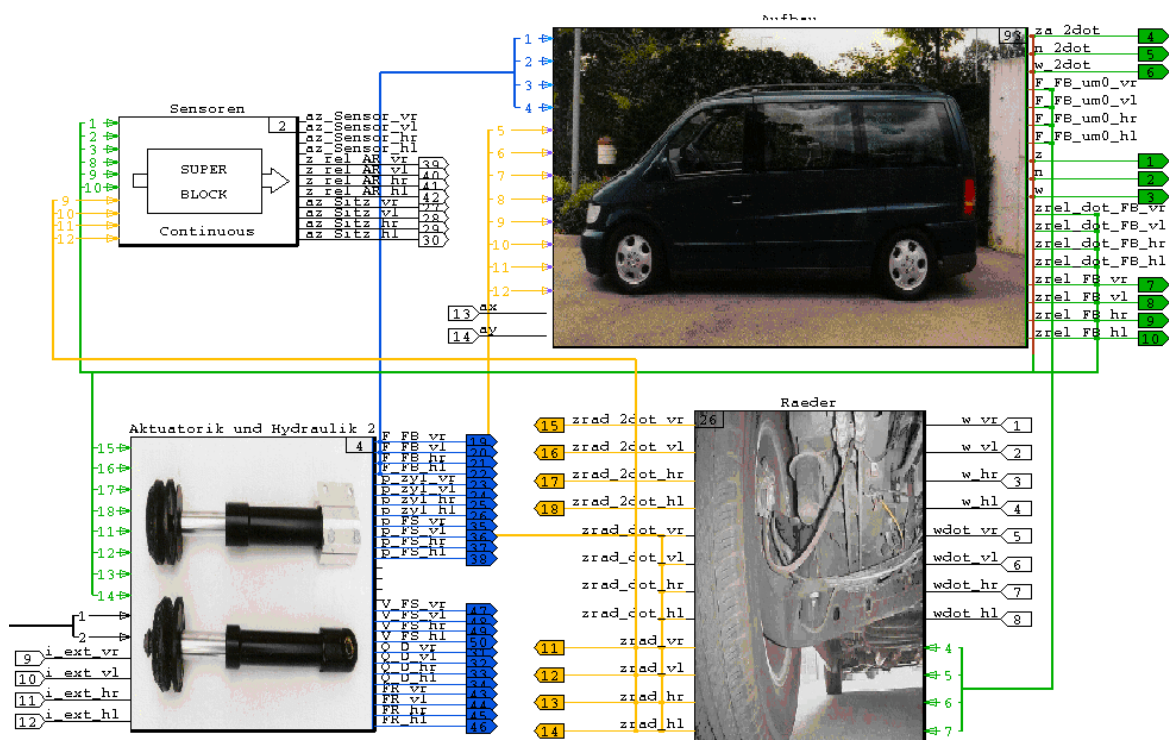 Aufbau
1
2
3
4
5
6
7
8
9
10
11
12
13 ax
14 ay
za_2dot 4
n_2dot 5
w_2dot 6
F_FB_um0_vr
F_FB_um0_vl
F_FB_um0_hr
F_FB_um0_hl
z 1
n 2
w 3
zrel_dot_FB_vr
zrel_dot_FB_vl
zrel_dot_FB_hr
zrel_dot_FB_hl
zrel_FB_vr 7
zrel_FB_vl 8
zrel_FB_hr 9
zrel_FB_hl 10
Sensoren
2
1
2
3
8
9
10
9
10
11
12
SUPER
BLOCK
Continuous
az_Sensor_vr
az_Sensor_vl
az_Sensor_hr
az_Sensor_hl
z_rel_AR_vr 39
z_rel_AR_vl 40
z_rel_AR_hr 41
z_rel_AR_hl 42
az_Sitz_vr 27
az_Sitz_vl 28
az_Sitz_hr 29
az_Sitz_hl 30
Aktuatorik und Hydraulik 2
4
15
16
17
18
11
12
13
14
1
2
9 i_ext_vr
10 i_ext_vl
11 i_ext_hr
12 i_ext_hl
F_FB_vr 19
F_FB_vl 20
F_FB_hr 21
F_FB_hl 22
p_zyl_vr 23
p_zyl_vl 24
p_zyl_hr 25
p_zyl_hl 26
p_FS_vr 35
p_FS_vl 36
p_FS_hr 37
p_FS_hl 38
V_FS_vr 47
V_FS_vl 48
V_FS_hr 49
V_FS_hl 50
Q_D_vr 31
Q_D_vl 32
Q_D_hr 33
Q_D_hl 34
FR_vr 43
FR_vl 44
FR_hr 45
FR_hl 46
Raeder
26
15 zrad_2dot_vr
16 zrad_2dot_vl
17 zrad_2dot_hr
18 zrad_2dot_hl
zrad_dot_vr
zrad_dot_vl
zrad_dot_hr
zrad_dot_hl
11 zrad_vr
12 zrad_vl
13 zrad_hr
14 zrad_hl
w_vr 1
w_vl 2
w_hr 3
w_hl 4
wdot_vr 5
wdot_vl 6
wdot_hr 7
wdot_hl 8
4
5
6
7